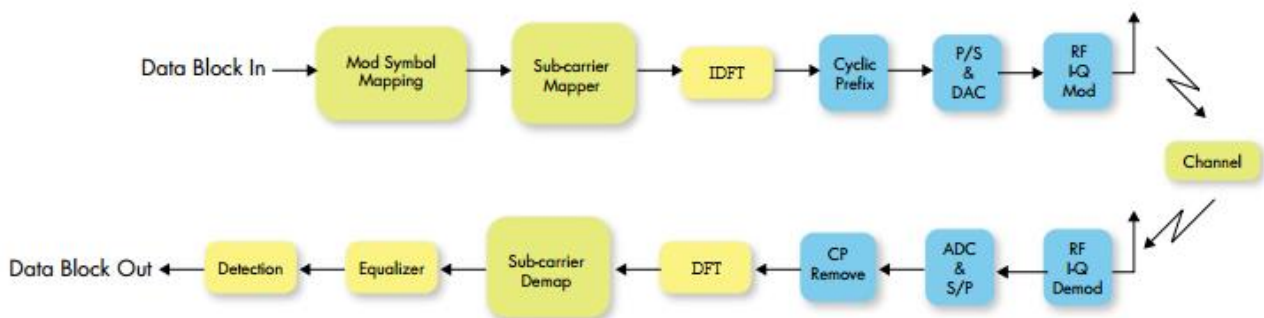 Data Block In
Mod Symbol
Mapping
Sub-carrier
Mapper
IDFT
Cyclic
Prefix
P/S
&
DAC
RF
I-Q
Mod
Channel
Data Block Out
Detection
Equalizer
Sub-carrier
Demap
DFT
CP
Remove
ADC
&
S/P
RF
I-Q
Demod